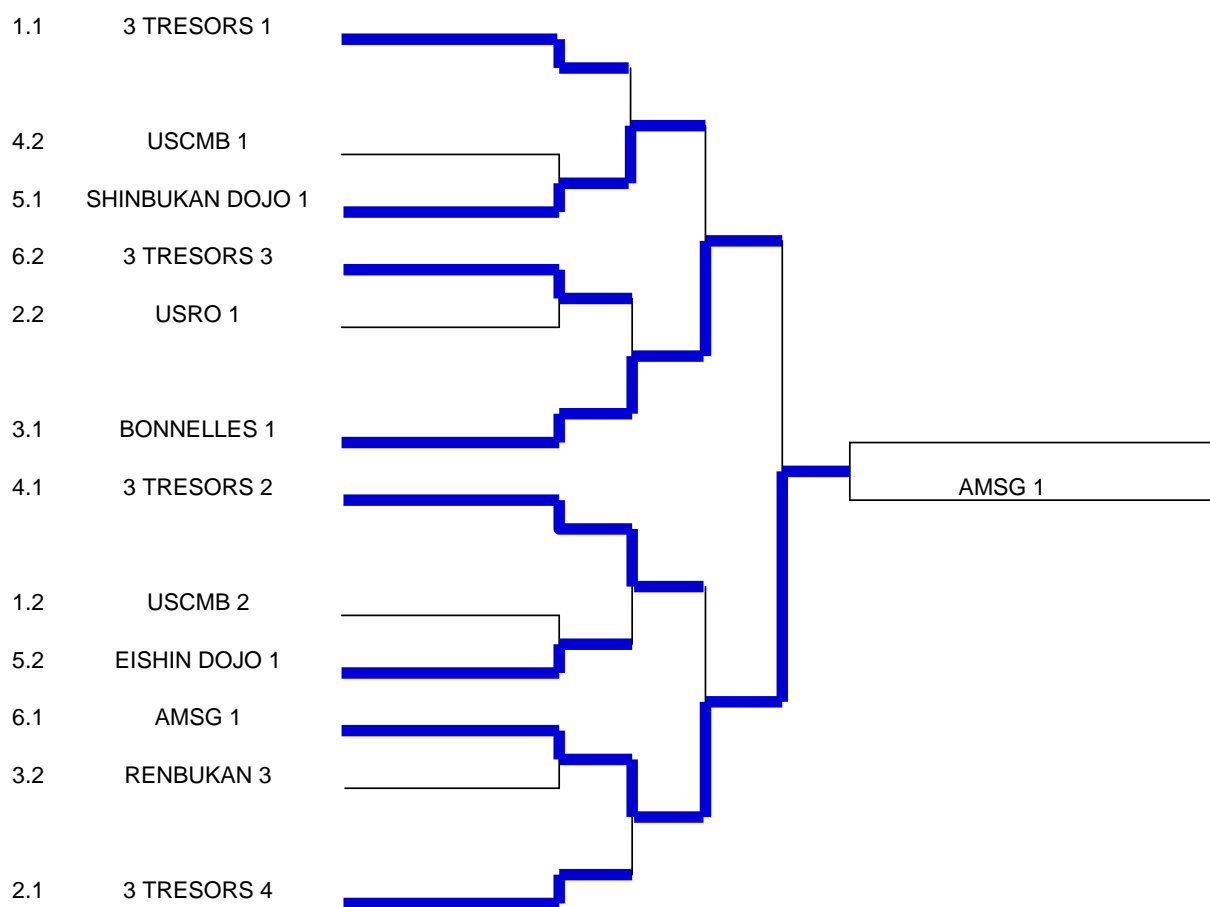 1.1 3 TRESORS 1
4.2 USCMB 1
5.1 SHINBUKAN DOJO 1
6.2 3 TRESORS 3
2.2 USRO 1
3.1 BONNELLES 1
4.1 3 TRESORS 2
AMSG 1
1.2 USCMB 2
5.2 EISHIN DOJO 1
6.1 AMSG 1
3.2 RENBUKAN 3
2.1 3 TRESORS 4